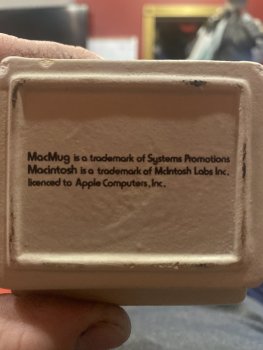 MacMug is a trademark of Systems Promotions
Macintosh is a trademark of McIntosh Labs Inc.
licenced to Apple Computers, Inc.